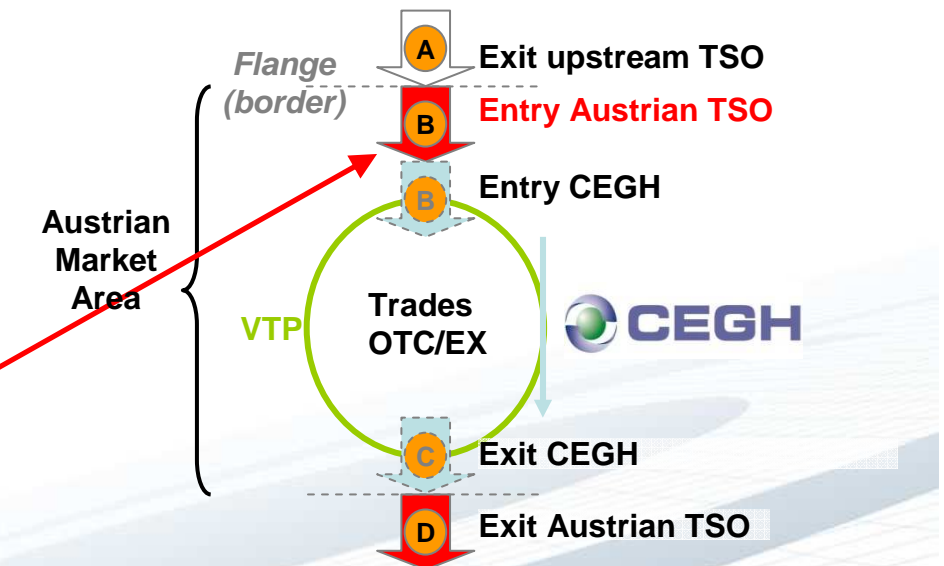 A
Exit upstream TSO
Flange
(border)
B
Entry Austrian TSO
B
Entry CEGH
Austrian
Market
Area
VTP
Trades
OTC/EX
CEGH
C
Exit CEGH
D
Exit Austrian TSO